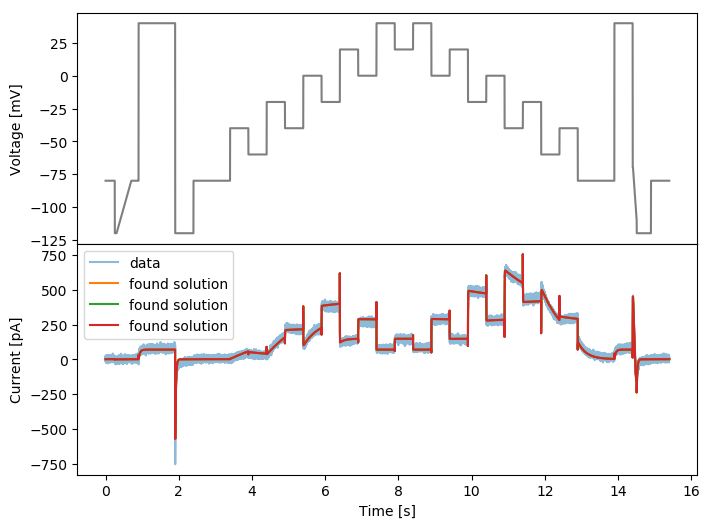 Voltage [mV]
25
0
−25
−50
−75
−100
−125
Current [pA]
750
500
250
0
−250
−500
−750
data
found solution
found solution
found solution
0 2 4 6 8 10 12 14 16
Time [s]